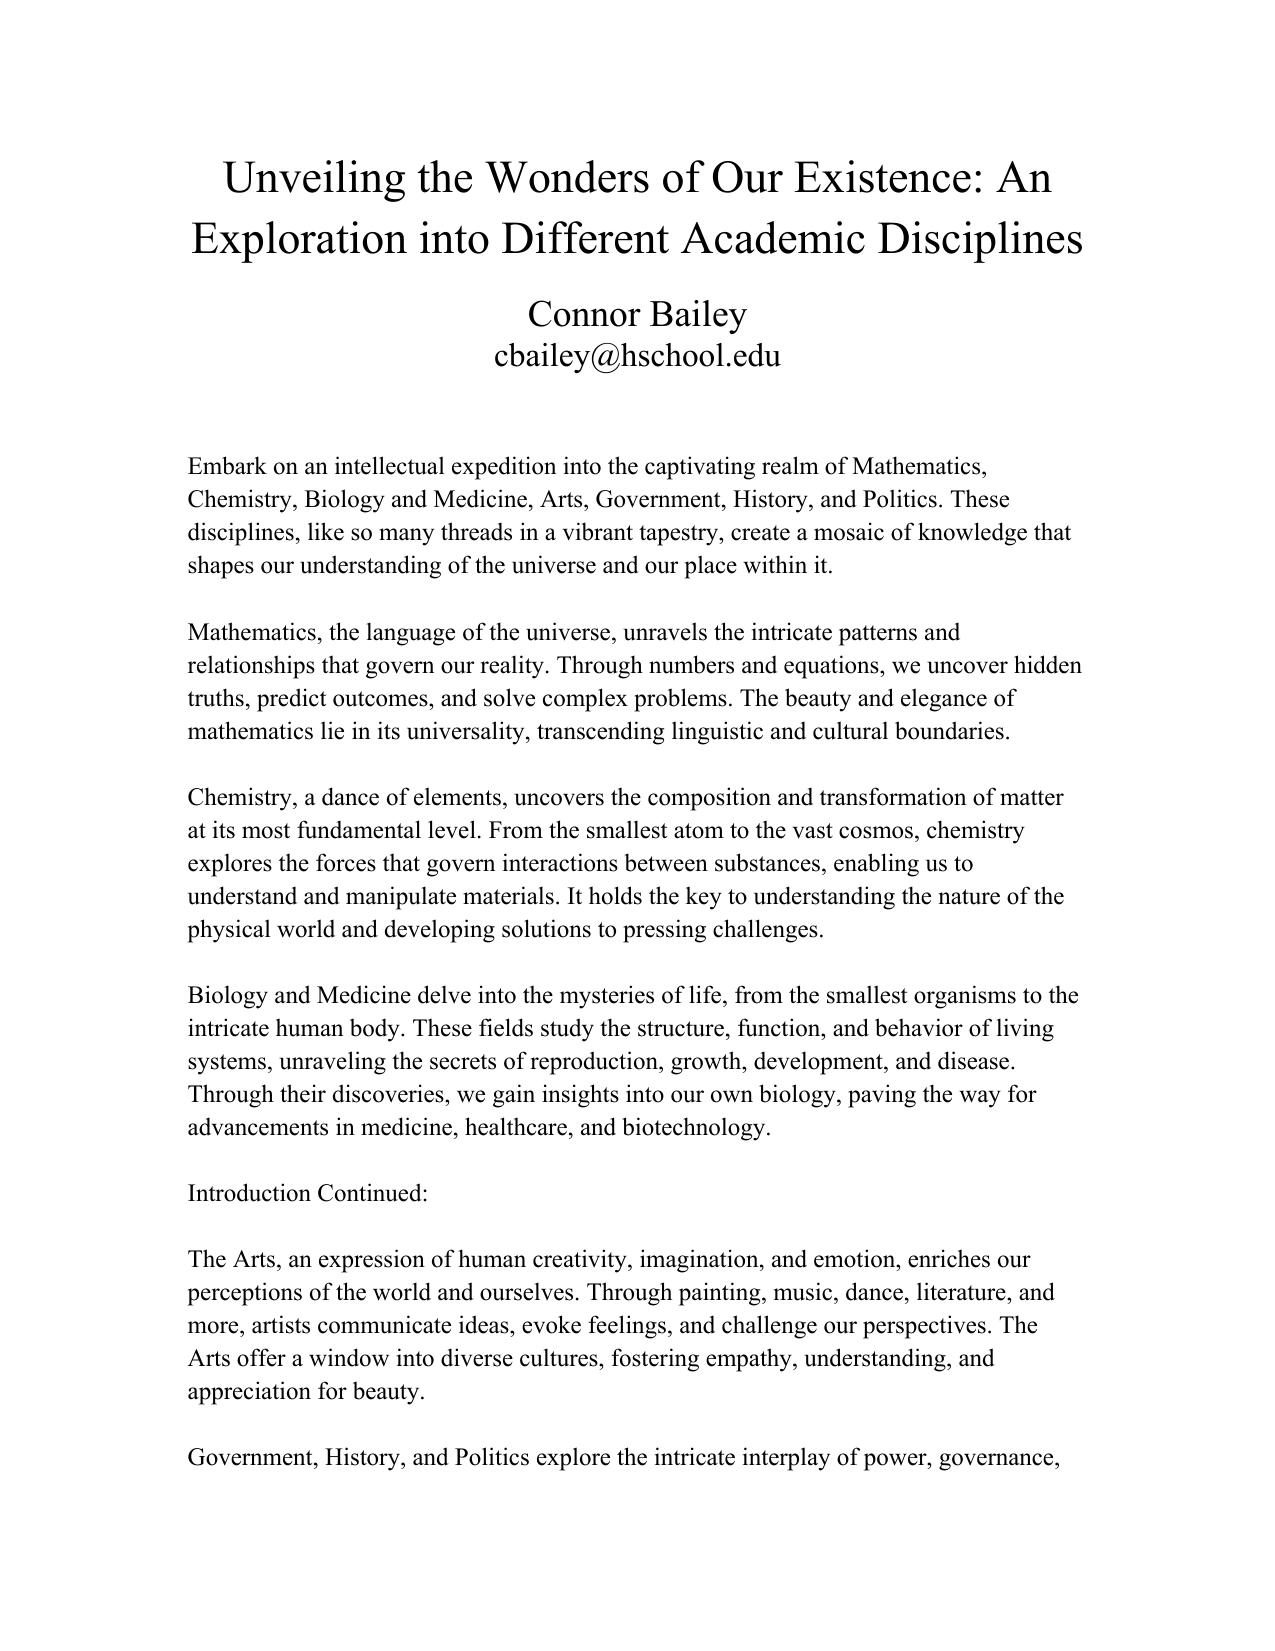 Unveiling the Wonders of Our Existence: An
Exploration into Different Academic Disciplines
Connor Bailey
cbailey@hschool.edu
Embark on an intellectual expedition into the captivating realm of Mathematics,
Chemistry, Biology and Medicine, Arts, Government, History, and Politics. These
disciplines, like so many threads in a vibrant tapestry, create a mosaic of knowledge that
shapes our understanding of the universe and our place within it.
Mathematics, the language of the universe, unravels the intricate patterns and
relationships that govern our reality. Through numbers and equations, we uncover hidden
truths, predict outcomes, and solve complex problems. The beauty and elegance of
mathematics lie in its universality, transcending linguistic and cultural boundaries.
Chemistry, a dance of elements, uncovers the composition and transformation of matter
at its most fundamental level. From the smallest atom to the vast cosmos, chemistry
explores the forces that govern interactions between substances, enabling us to
understand and manipulate materials. It holds the key to understanding the nature of the
physical world and developing solutions to pressing challenges.
Biology and Medicine delve into the mysteries of life, from the smallest organisms to the
intricate human body. These fields study the structure, function, and behavior of living
systems, unraveling the secrets of reproduction, growth, development, and disease.
Through their discoveries, we gain insights into our own biology, paving the way for
advancements in medicine, healthcare, and biotechnology.
Introduction Continued:
The Arts, an expression of human creativity, imagination, and emotion, enriches our
perceptions of the world and ourselves. Through painting, music, dance, literature, and
more, artists communicate ideas, evoke feelings, and challenge our perspectives. The
Arts offer a window into diverse cultures, fostering empathy, understanding, and
appreciation for beauty.
Government, History, and Politics explore the intricate interplay of power, governance,